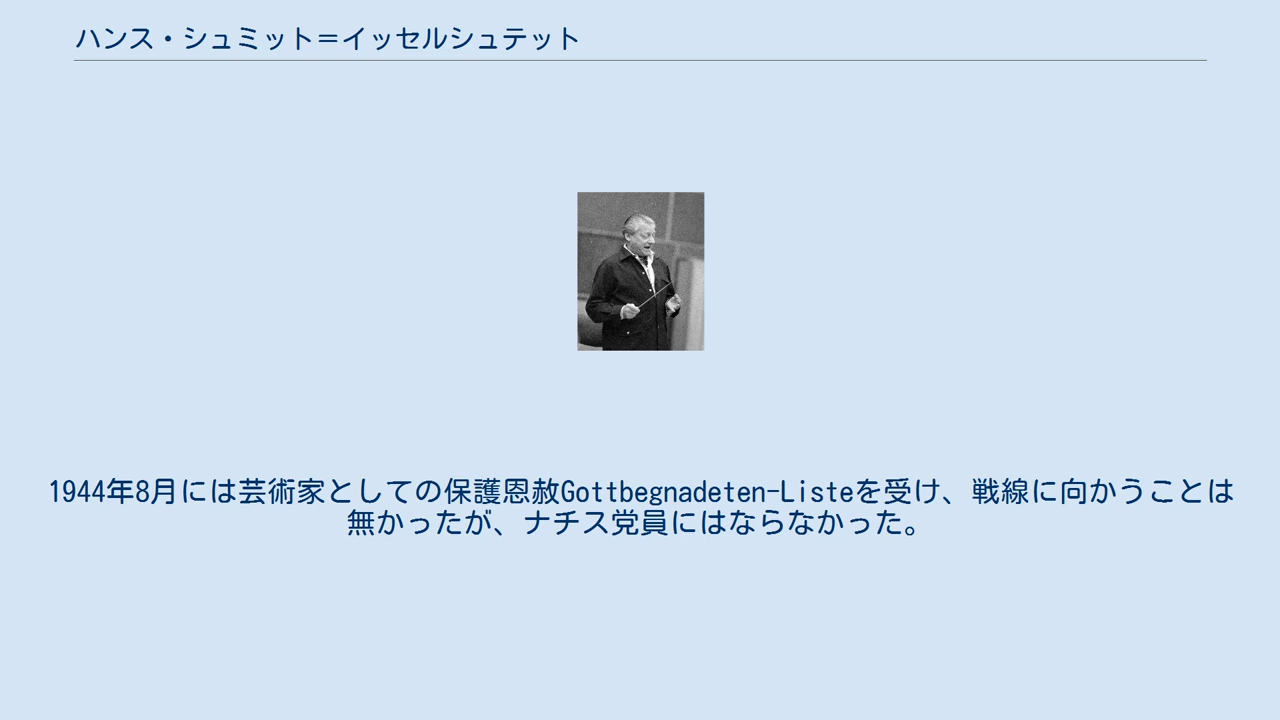 ハンス・シュミット＝イッセルシュテット
1944年8月には芸術家としての保護恩赦Gottbegnadeten-Listeを受け、戦線に向かうことは
無かったが、ナチス党員にはならなかった。